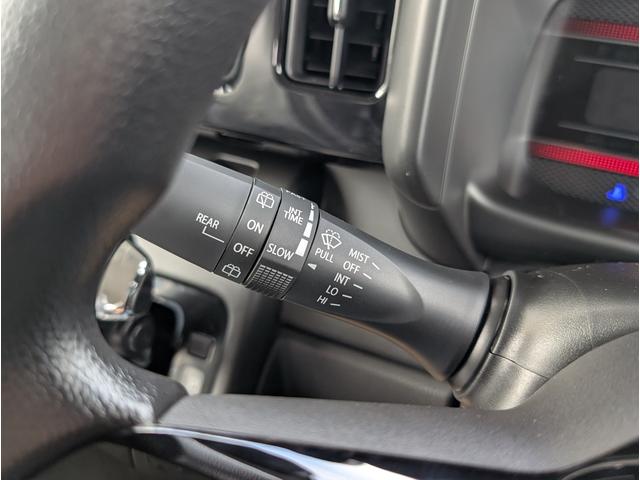 REAR
ON
OFF
INT
TIME
SLOW
PULL
MIST
OFF
INT
LO
HI